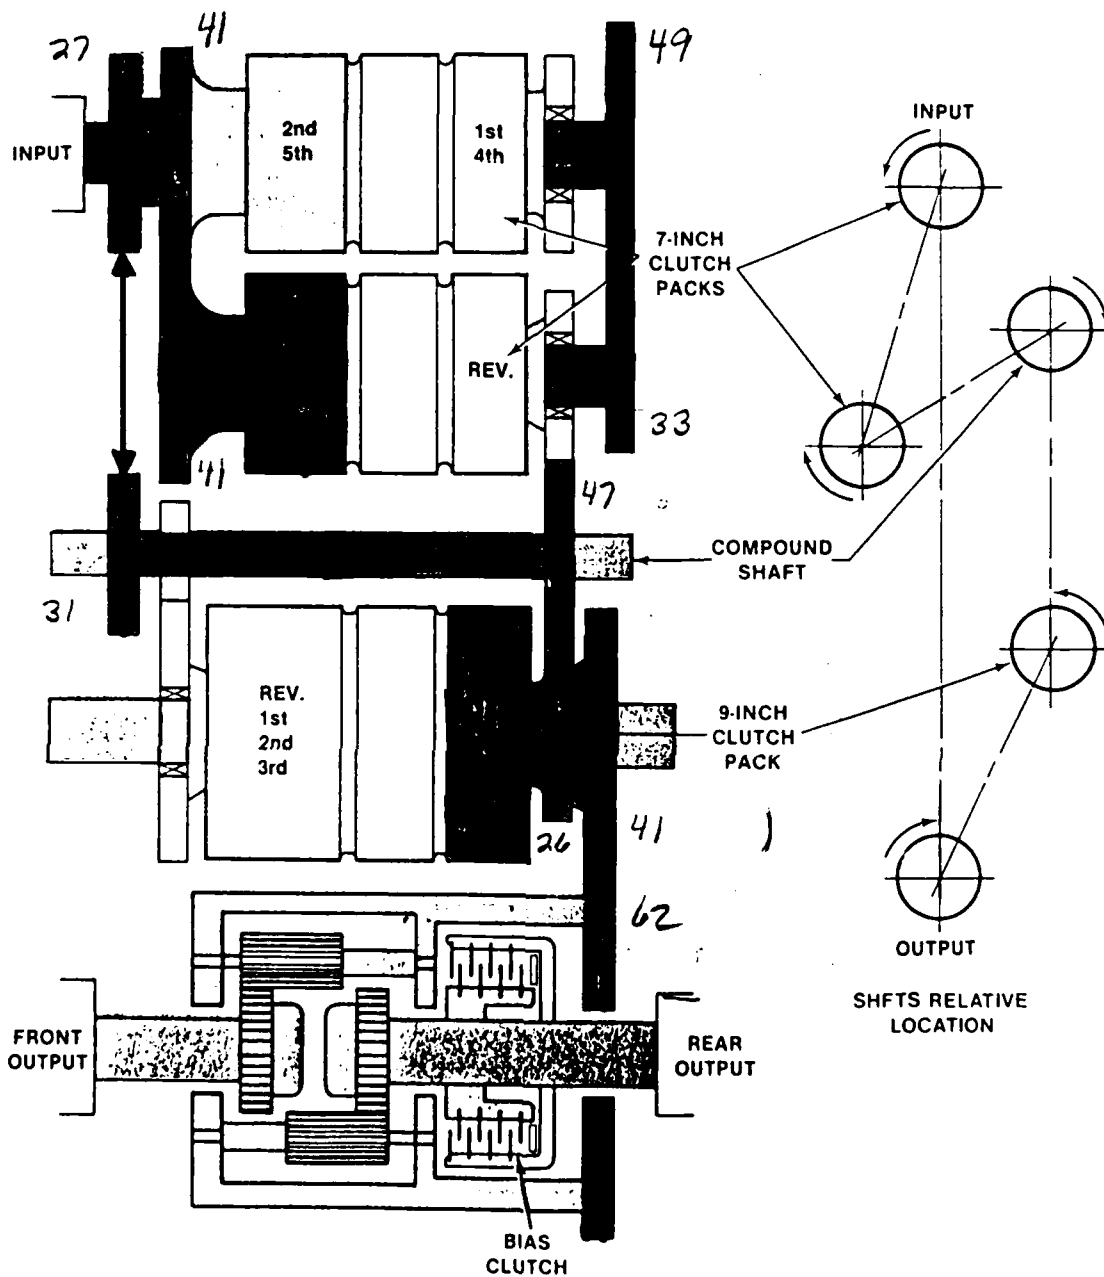 27
41
49
INPUT
2nd
5th
1st
4th
INPUT
7-INCH
CLUTCH
PACKS
REV.
33
41
47
COMPOUND
SHAFT
31
REV.
1st
2nd
3rd
9-INCH
CLUTCH
PACK
26
41
62
OUTPUT
SHFTS RELATIVE
LOCATION
FRONT
OUTPUT
REAR
OUTPUT
BIAS
CLUTCH